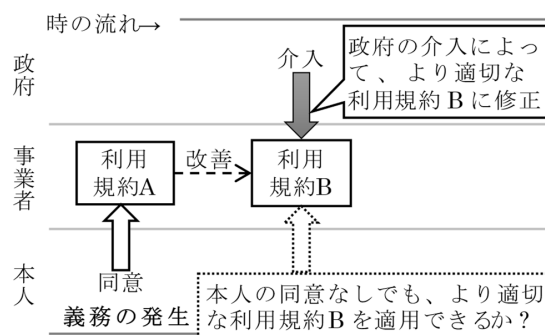 時の流れ→
政府
介入
政府の介入によっ
て、より適切な
利用規約Bに修正
事業者
利用
規約A
改善
利用
規約B
本人
同意
義務の発生
本人の同意なしでも、より適切
な利用規約Bを適用できるか？